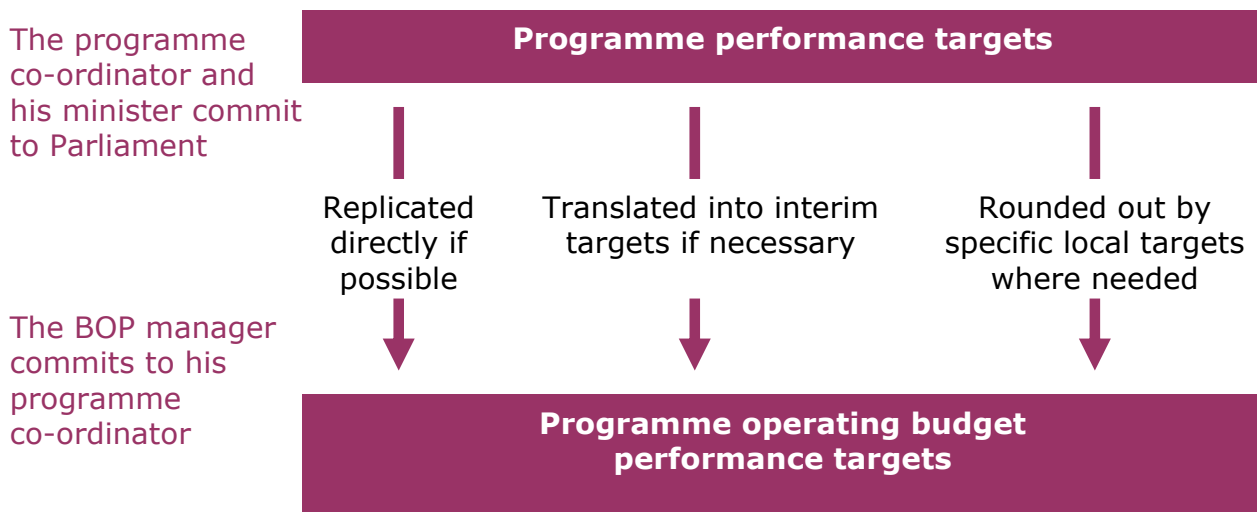 The programme
co-ordinator and
his minister commit
to Parliament
Programme performance targets
Replicated
directly if
possible
Translated into interim
targets if necessary
Rounded out by
specific local targets
where needed
The BOP manager
commits to his
programme
co-ordinator
Programme operating budget
performance targets